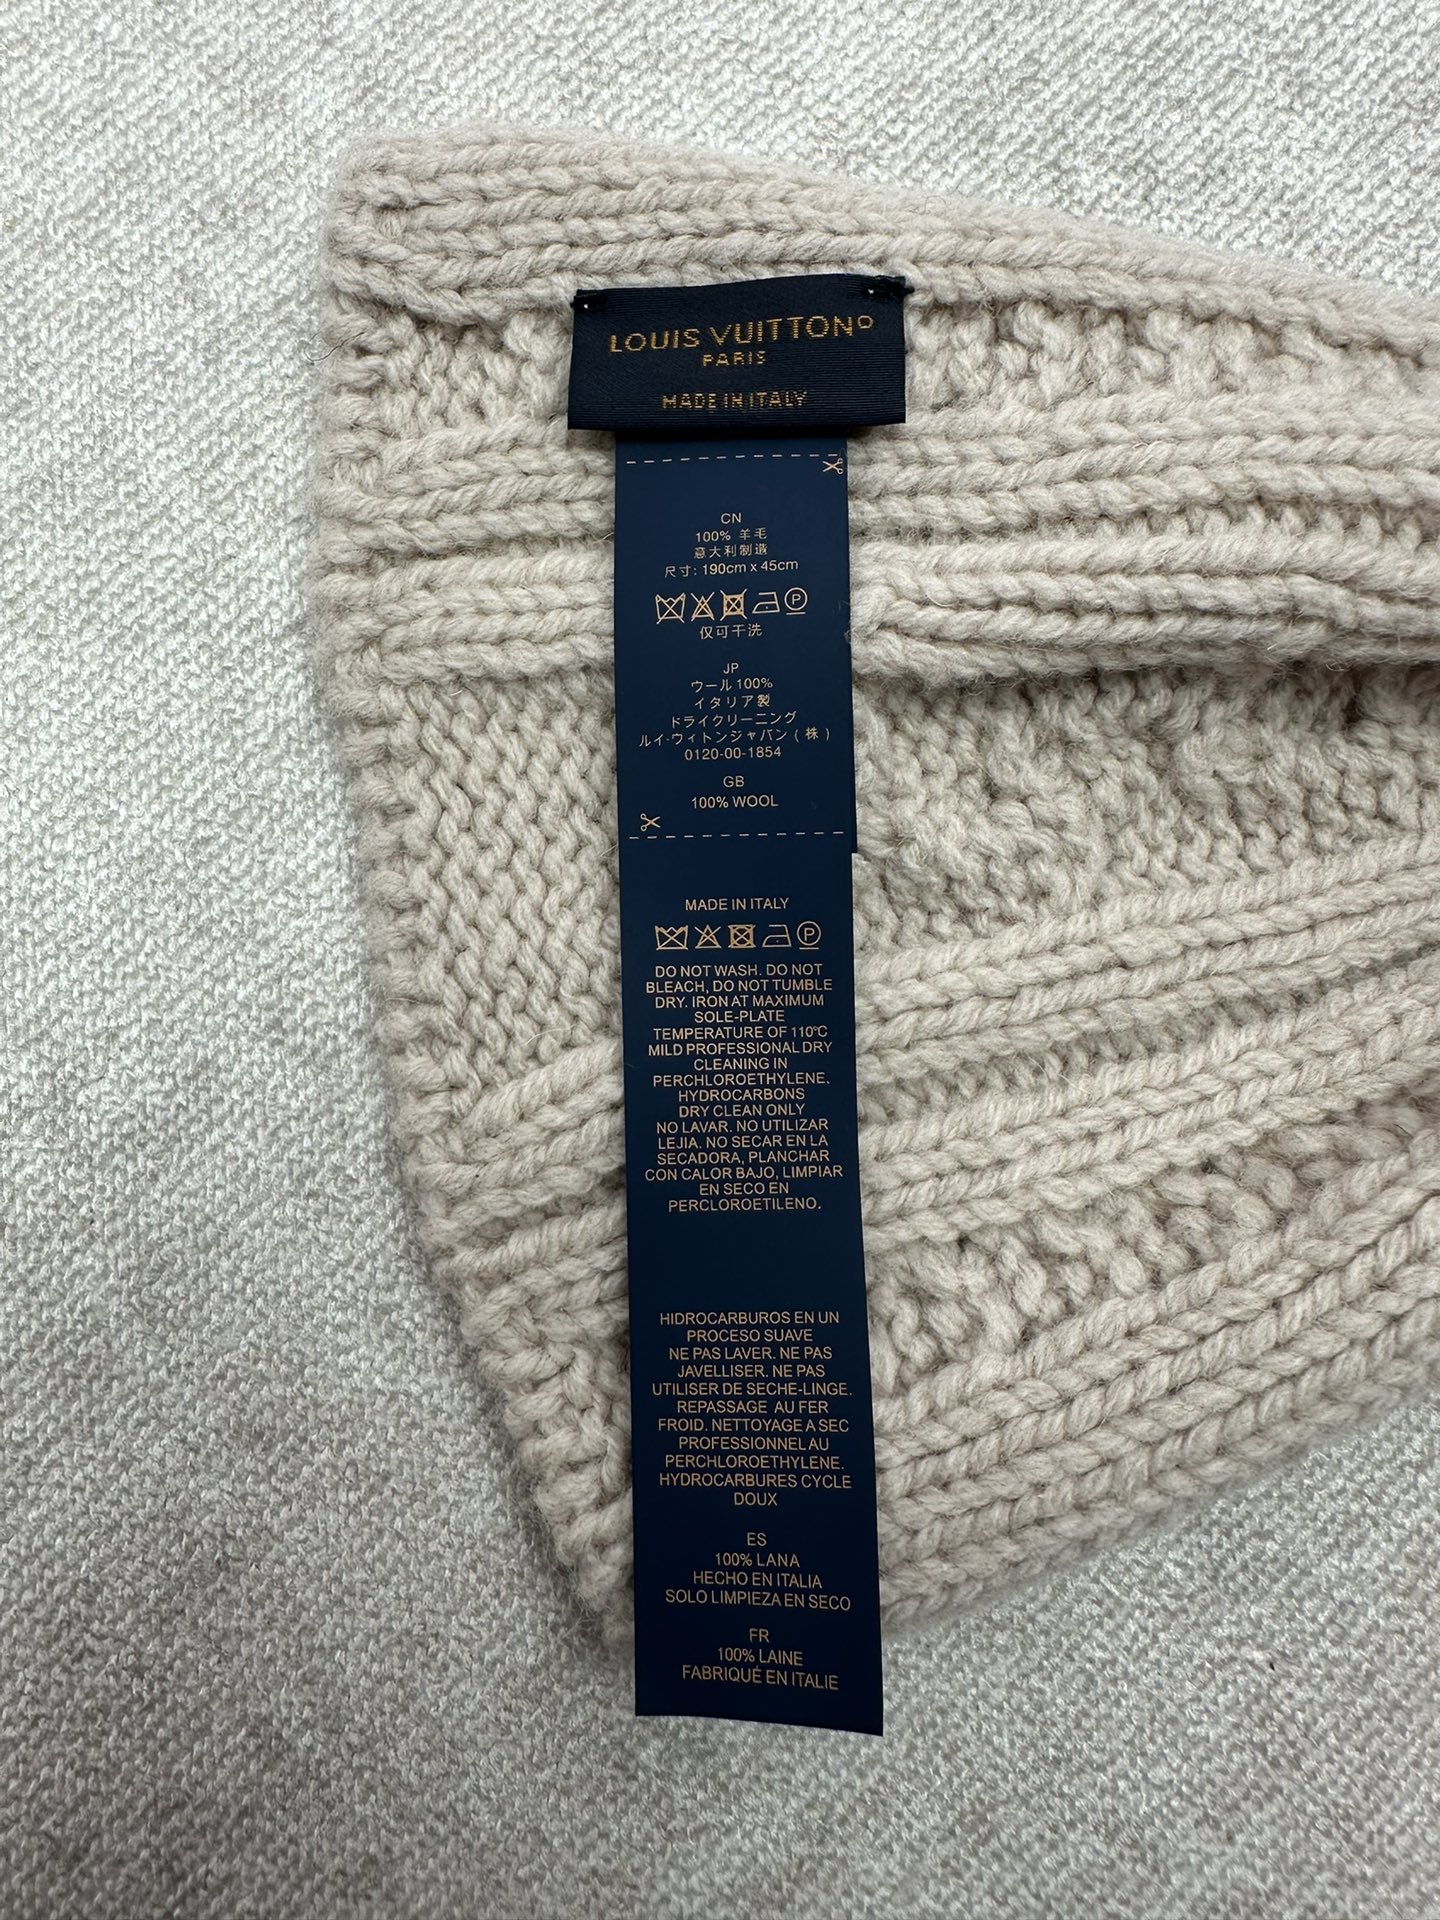 LOUIS VUITTON
PARIS
MADE IN ITALY
CN
100% 羊毛
意大利制造
尺寸: 190cm x 45cm
P
仅可干洗
JP
ウール100%
イタリア製
ドライクリーニング
ルイ·ウィトンジャパン(株)
0120-00-1854
GB
100% WOOL
MADE IN ITALY
P
DO NOT WASH. DO NOT
BLEACH, DO NOT TUMBLE
DRY. IRON AT MAXIMUM
SOLE-PLATE
TEMPERATURE OF 110℃
MILD PROFESSIONAL DRY
CLEANING IN
PERCHLOROETHYLENE.
HYDROCARBONS
DRY CLEAN ONLY
NO LAVAR. NO UTILIZAR
LEJIA. NO SECAR EN LA
SECADORA, PLANCHAR
CON CALOR BAJO, LIMPIAR
EN SECO EN
PERCLOROETILENO.
HIDROCARBUROS EN UN
PROCESO SUAVE
NE PAS LAVER. NE PAS
JAVELLISER. NE PAS
UTILISER DE SECHE-LINGE.
REPASSAGE AU FER
FROID. NETTOYAGE A SEC
PROFESSIONNEL AU
PERCHLOROETHYLENE.
HYDROCARBURES CYCLE
DOUX
ES
100% LANA
HECHO EN ITALIA
SOLO LIMPIEZA EN SECO
FR
100% LAINE
FABRIQUÉ EN ITALIE